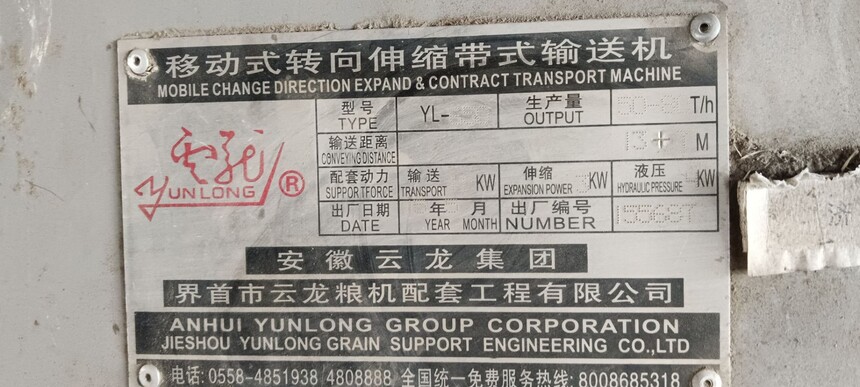 移动式转向伸缩带式输送机
MOBILE CHANGE DIRECTION EXPAND & CONTRACT TRANSPORT MACHINE
型号 TYPE YL- 生产量 OUTPUT T/h
输送距离 CONVEYING DISTANCE 13+ M
配套动力 SUPPORTFORCE 输送 TRANSPORT KW 伸缩 EXPANSION POWER KW 液压 HYDRAULIC PRESSURE KW
出厂日期 DATE 年 YEAR 月 MONTH 出厂编号 NUMBER 155687
云龙
YUNLONG ®
安徽云龙集团
界首市云龙粮机配套工程有限公司
ANHUI YUNLONG GROUP CORPORATION
JIESHOU YUNLONG GRAIN SUPPORT ENGINEERING CO.,LTD
电话: 0558-4851938 4808888 全国统一免费服务热线: 8008685318